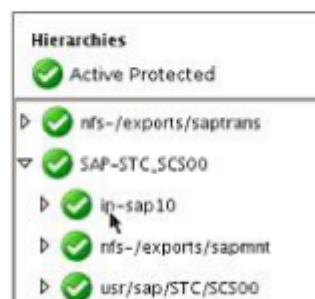 Hierarchies
Active Protected
nfs-/exports/saptrans
SAP-STC_SCS00
ip-sap10
nfs-/exports/sapmnt
usr/sap/STC/SCS00